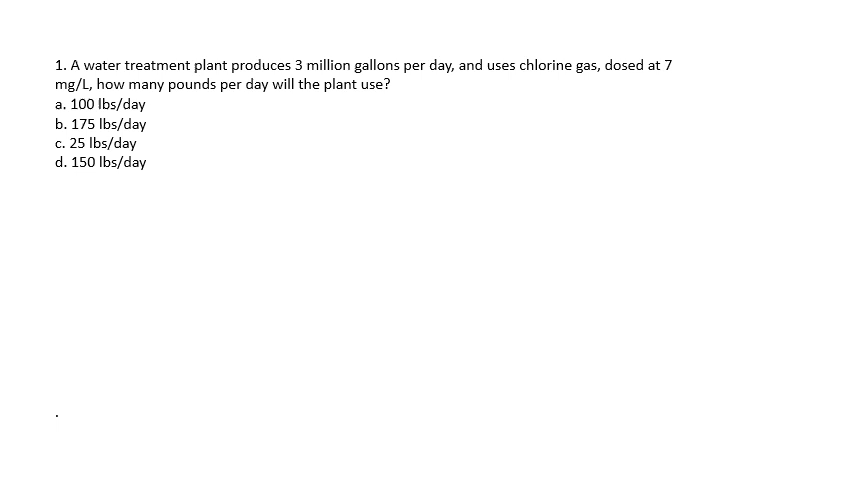 1. A water treatment plant produces 3 million gallons per day, and uses chlorine gas, dosed at 7
mg/L, how many pounds per day will the plant use?
a. 100 lbs/day
b. 175 lbs/day
c. 25 lbs/day
d. 150 lbs/day
.